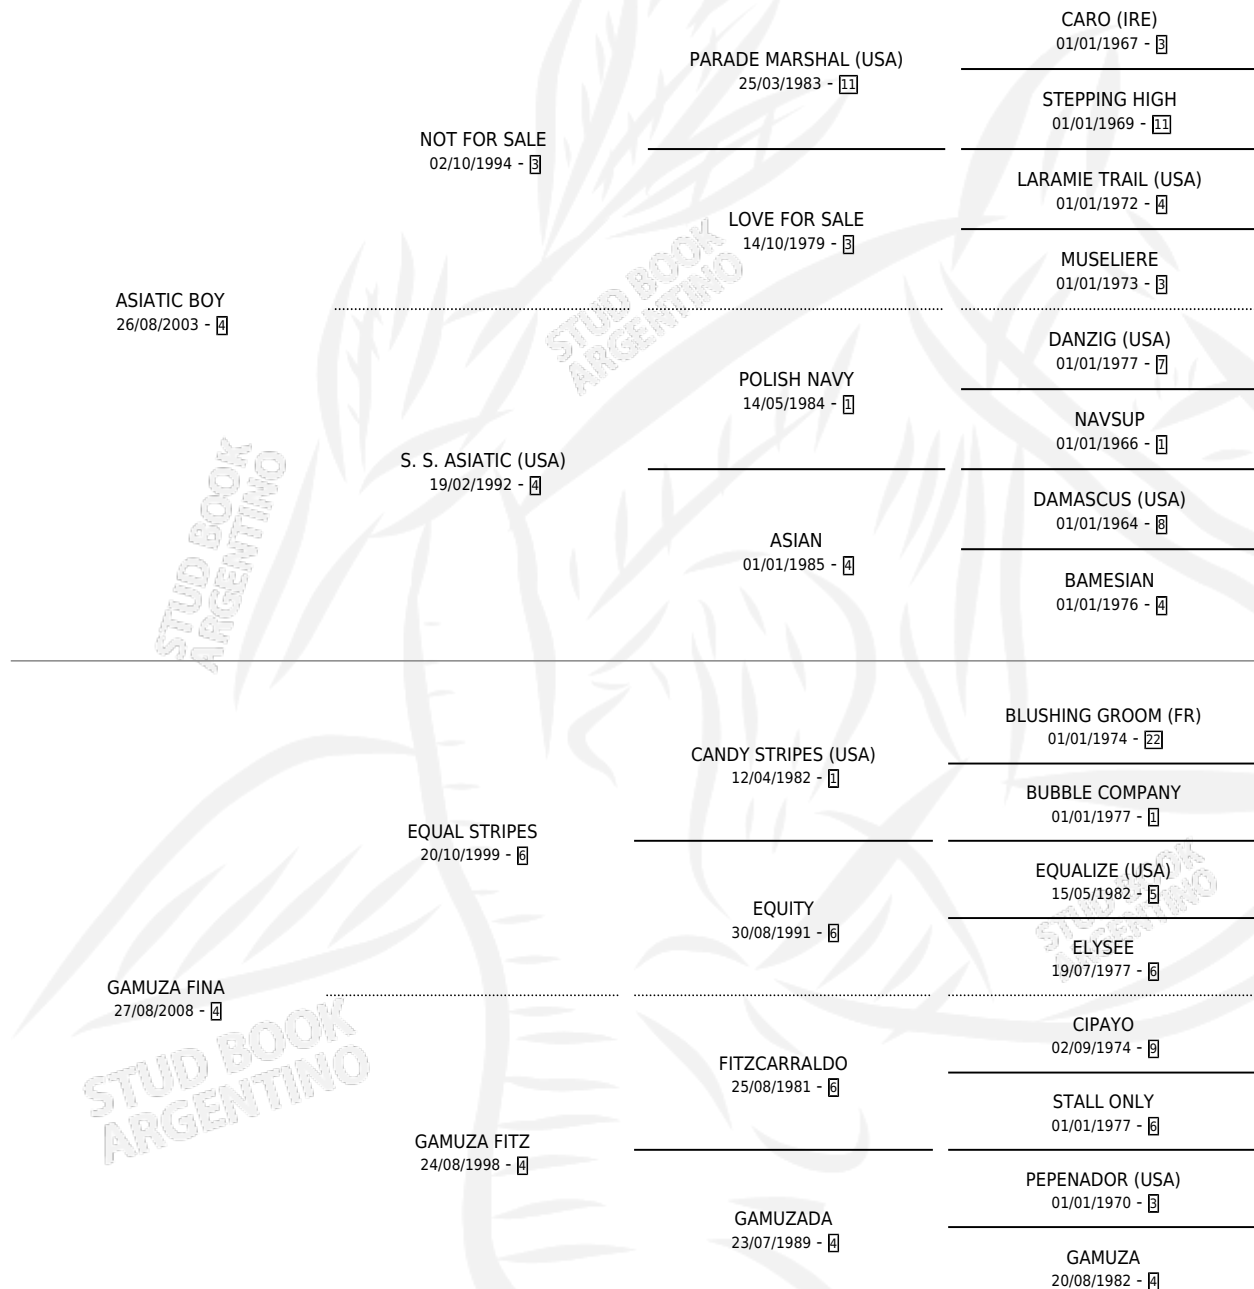 CARO (IRE)
01/01/1967 - 3
PARADE MARSHAL (USA)
25/03/1983 - 11
STEPPING HIGH
01/01/1969 - 11
NOT FOR SALE
02/10/1994 - 3
LARAMIE TRAIL (USA)
01/01/1972 - 4
LOVE FOR SALE
14/10/1979 - 3
MUSELIERE
01/01/1973 - 3
ASIATIC BOY
26/08/2003 - 4
STUD BOOK
ARGENTINO
DANZIG (USA)
01/01/1977 - 7
POLISH NAVY
14/05/1984 - 1
NAVSUP
01/01/1966 - 1
S. S. ASIATIC (USA)
19/02/1992 - 4
DAMASCUS (USA)
01/01/1964 - 8
ASIAN
01/01/1985 - 4
BAMESIAN
01/01/1976 - 4
STUD BOOK
ARGENTINO
BLUSHING GROOM (FR)
01/01/1974 - 22
CANDY STRIPES (USA)
12/04/1982 - 1
BUBBLE COMPANY
01/01/1977 - 1
EQUAL STRIPES
20/10/1999 - 6
EQUALIZE (USA)
15/05/1982 - 5
EQUITY
30/08/1991 - 6
STUD BOOK
ARGENTINO
ELYSEE
19/07/1977 - 6
GAMUZA FINA
27/08/2008 - 4
STUD BOOK
ARGENTINO
CIPAYO
02/09/1974 - 9
FITZCARRALDO
25/08/1981 - 6
STALL ONLY
01/01/1977 - 6
GAMUZA FITZ
24/08/1998 - 4
PEPENADOR (USA)
01/01/1970 - 3
GAMUZADA
23/07/1989 - 4
GAMUZA
20/08/1982 - 4